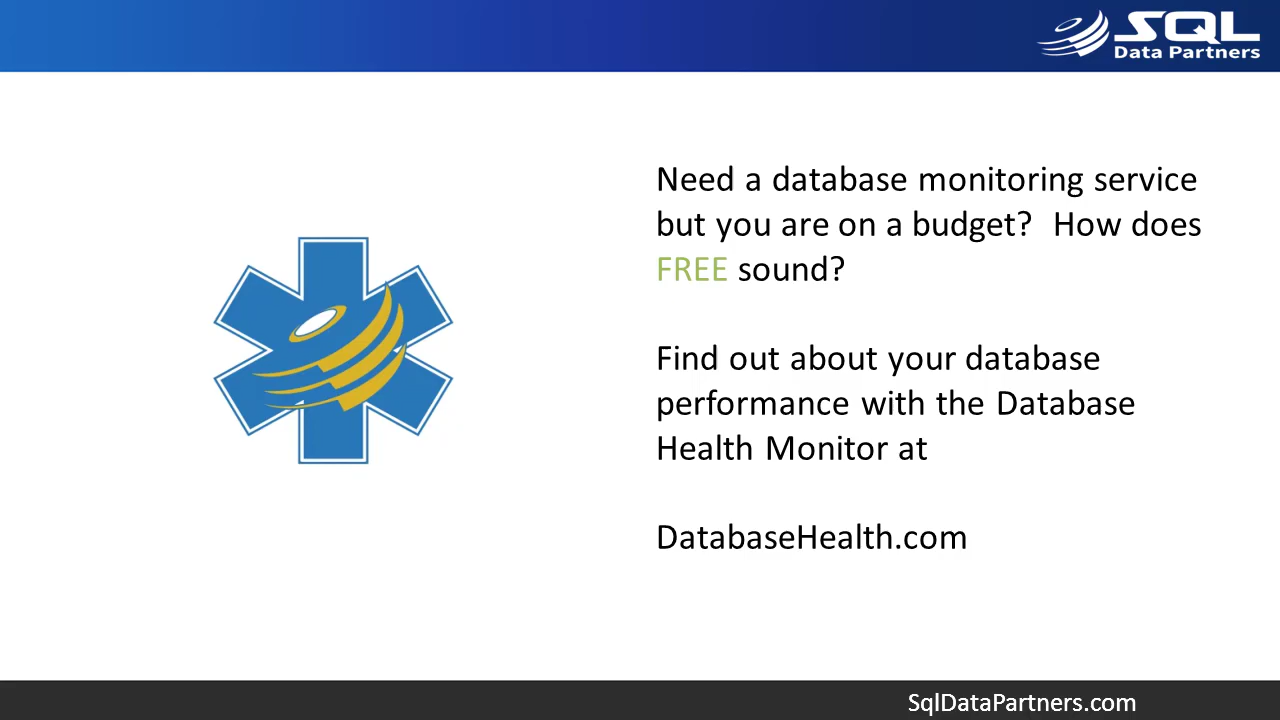 SQL
Data Partners
Need a database monitoring service
but you are on a budget?  How does
FREE sound?
Find out about your database
performance with the Database
Health Monitor at
DatabaseHealth.com
SqlDataPartners.com